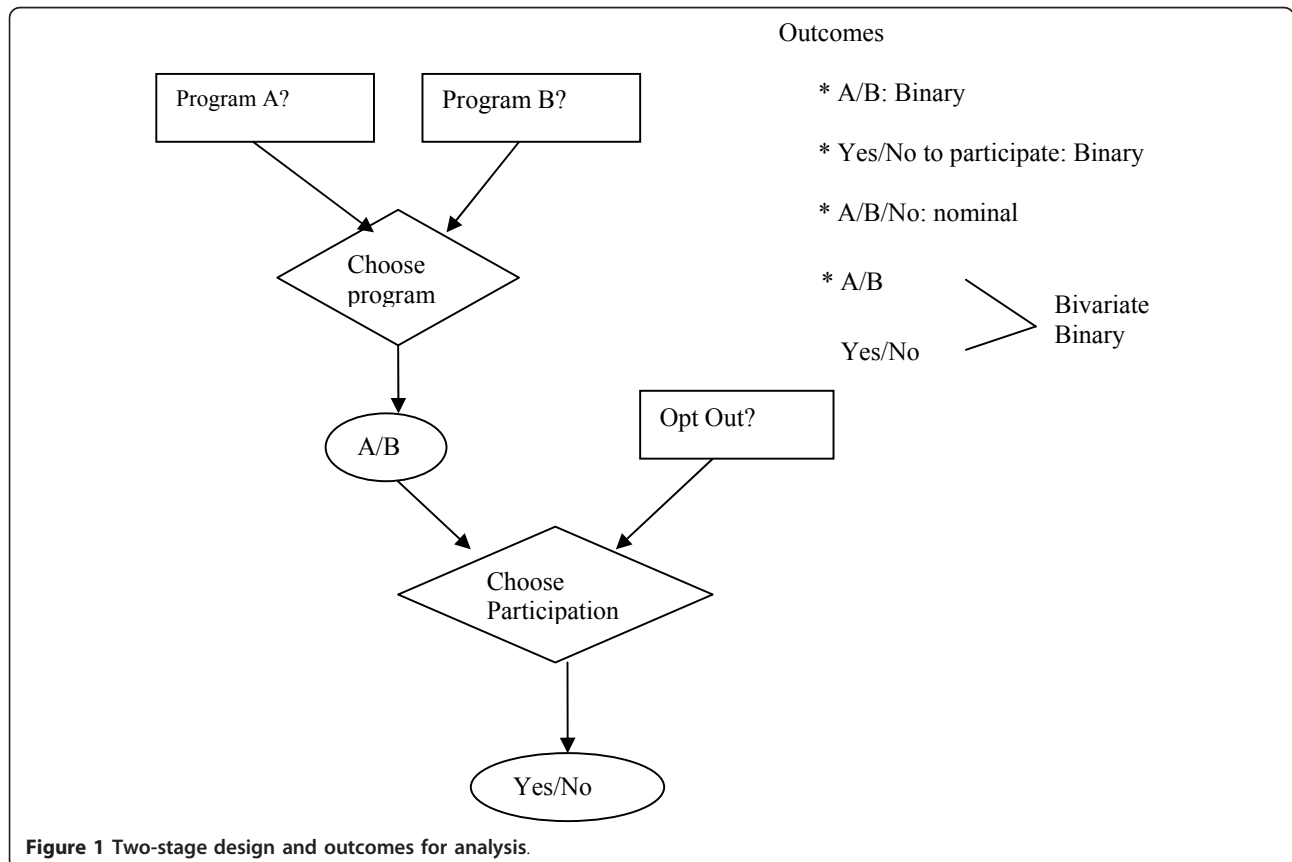 Outcomes
Program A?
Program B?
* A/B: Binary
* Yes/No to participate: Binary
* A/B/No: nominal
Choose
program
* A/B
Yes/No
Bivariate
Binary
A/B
Opt Out?
Choose
Participation
Yes/No
Figure 1 Two-stage design and outcomes for analysis.